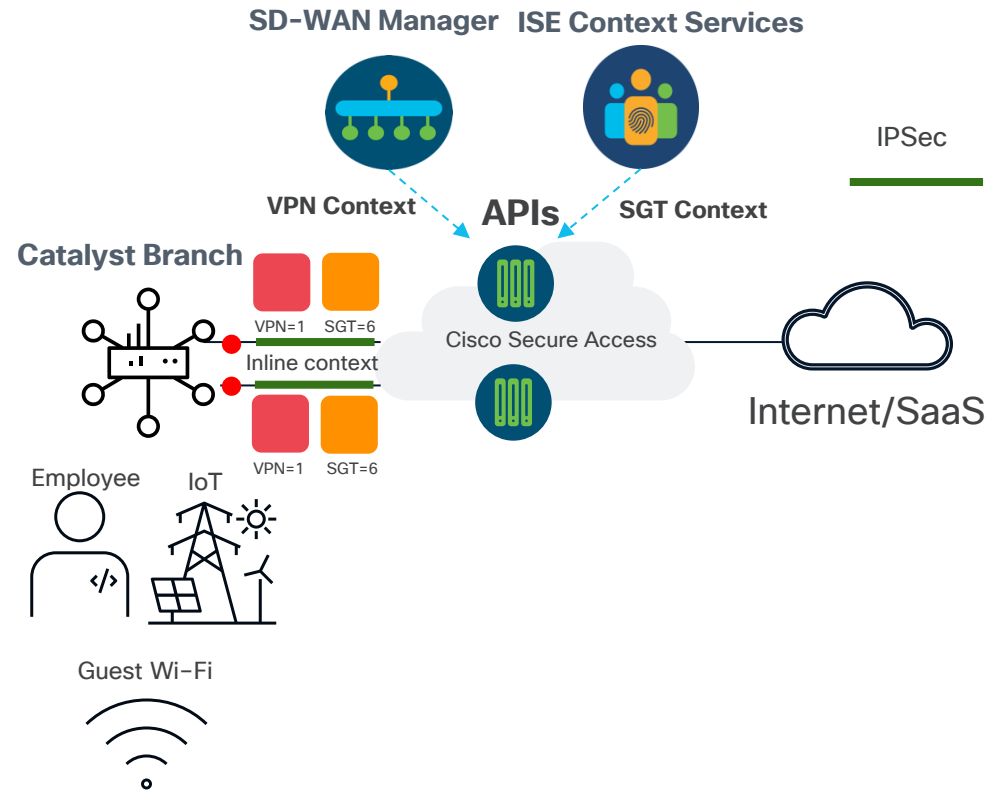 SD-WAN Manager
ISE Context Services
IPSec
VPN Context
APIs
SGT Context
Catalyst Branch
VPN=1
SGT=6
Cisco Secure Access
Inline context
Internet/SaaS
VPN=1
SGT=6
Employee
IoT
</>
Guest Wi-Fi